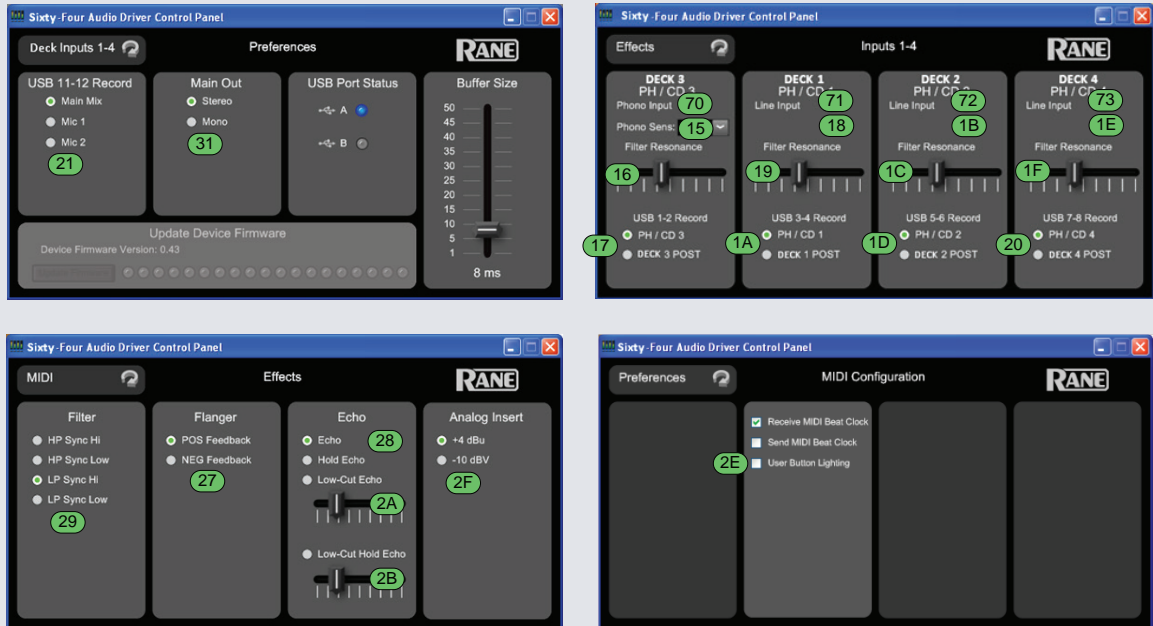 Sixty-Four Audio Driver Control Panel
Deck Inputs 1-4
Preferences
RANE
USB 11-12 Record
Main Mix
Mic 1
Mic 2
21
Main Out
Stereo
Mono
31
USB Port Status
A
B
Buffer Size
50
45
40
35
30
25
20
15
10
5
1
8 ms
Update Device Firmware
Device Firmware Version: 0.43
Sixty-Four Audio Driver Control Panel
Effects
Inputs 1-4
RANE
DECK 3
PH / CD 3
Phono Input
70
Phono Sens:
15
Filter Resonance
16
USB 1-2 Record
PH / CD 3
17
DECK 3 POST
DECK 1
PH / CD 1
Line Input
71
18
Filter Resonance
19
USB 3-4 Record
PH / CD 1
1A
DECK 1 POST
DECK 2
PH / CD 2
Line Input
72
1B
Filter Resonance
1C
USB 5-6 Record
PH / CD 2
1D
DECK 2 POST
DECK 4
PH / CD 4
Line Input
73
1E
Filter Resonance
1F
USB 7-8 Record
PH / CD 4
20
DECK 4 POST
Sixty-Four Audio Driver Control Panel
MIDI
Effects
RANE
Filter
HP Sync Hi
HP Sync Low
LP Sync Hi
LP Sync Low
29
Flanger
POS Feedback
NEG Feedback
27
Echo
Echo
28
Hold Echo
Low-Cut Echo
2A
Low-Cut Hold Echo
2B
Analog Insert
+4 dBu
-10 dBV
2F
Sixty-Four Audio Driver Control Panel
Preferences
MIDI Configuration
RANE
Receive MIDI Beat Clock
Send MIDI Beat Clock
2E
User Button Lighting